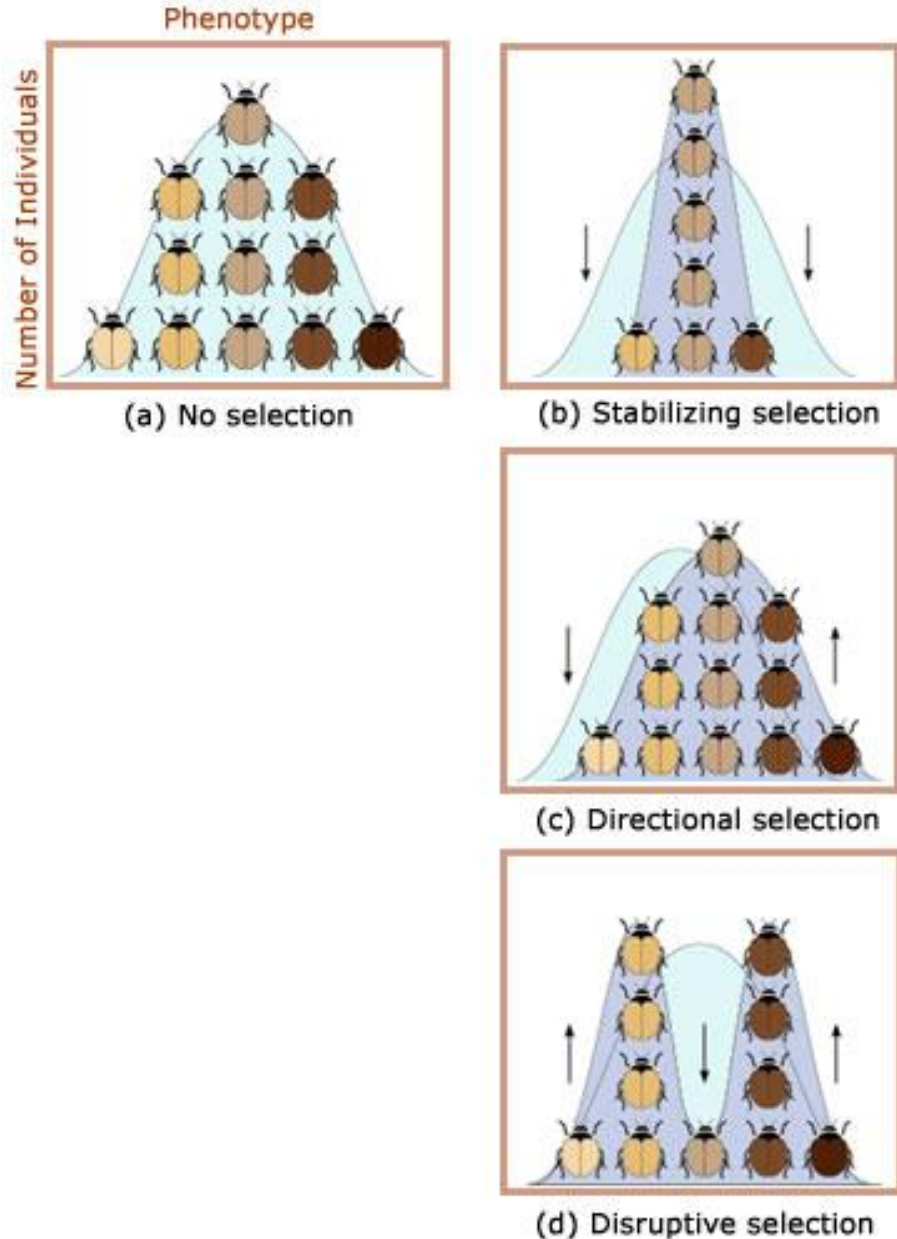 Phenotype
Number of Individuals
(a) No selection
(b) Stabilizing selection
(c) Directional selection
(d) Disruptive selection